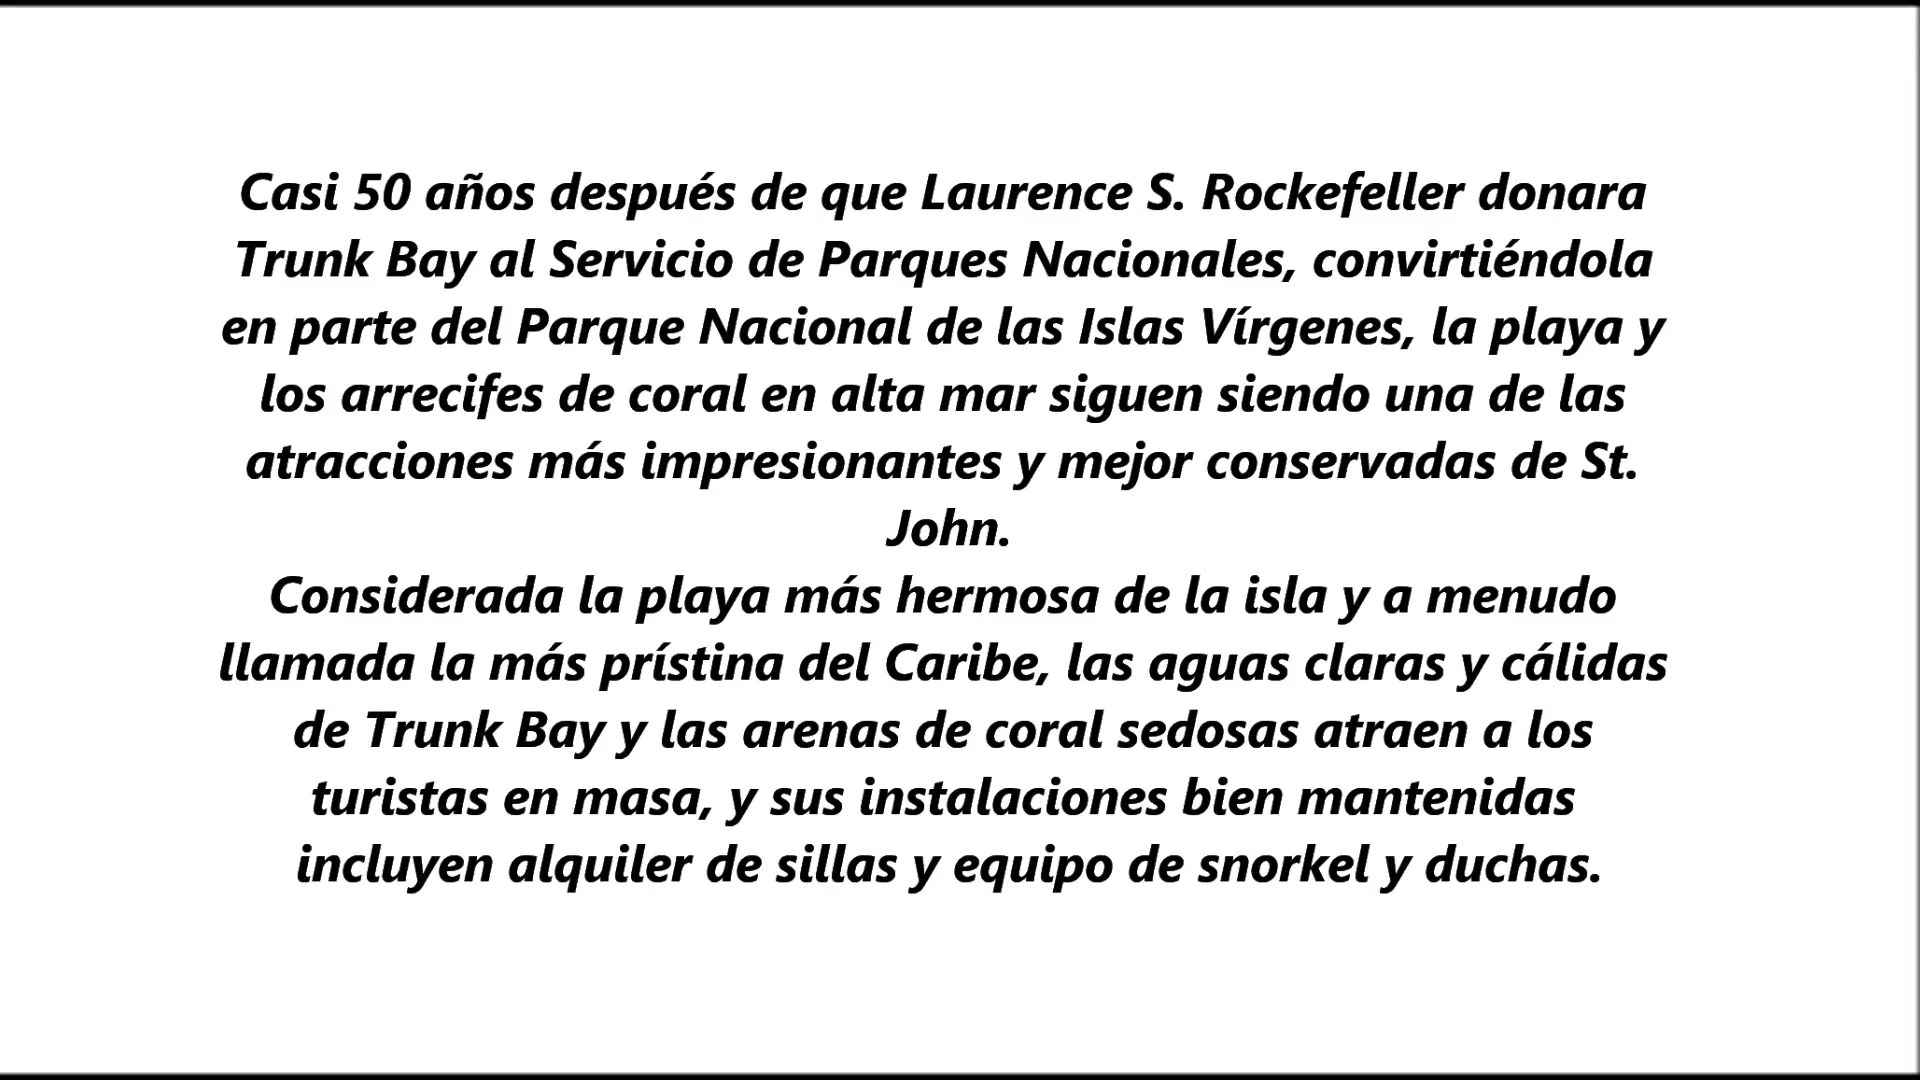 Casi 50 años después de que Laurence S. Rockefeller donara
Trunk Bay al Servicio de Parques Nacionales, convirtiéndola
en parte del Parque Nacional de las Islas Vírgenes, la playa y
los arrecifes de coral en alta mar siguen siendo una de las
atracciones más impresionantes y mejor conservadas de St.
John.
Considerada la playa más hermosa de la isla y a menudo
llamada la más prístina del Caribe, las aguas claras y cálidas
de Trunk Bay y las arenas de coral sedosas atraen a los
turistas en masa, y sus instalaciones bien mantenidas
incluyen alquiler de sillas y equipo de snorkel y duchas.